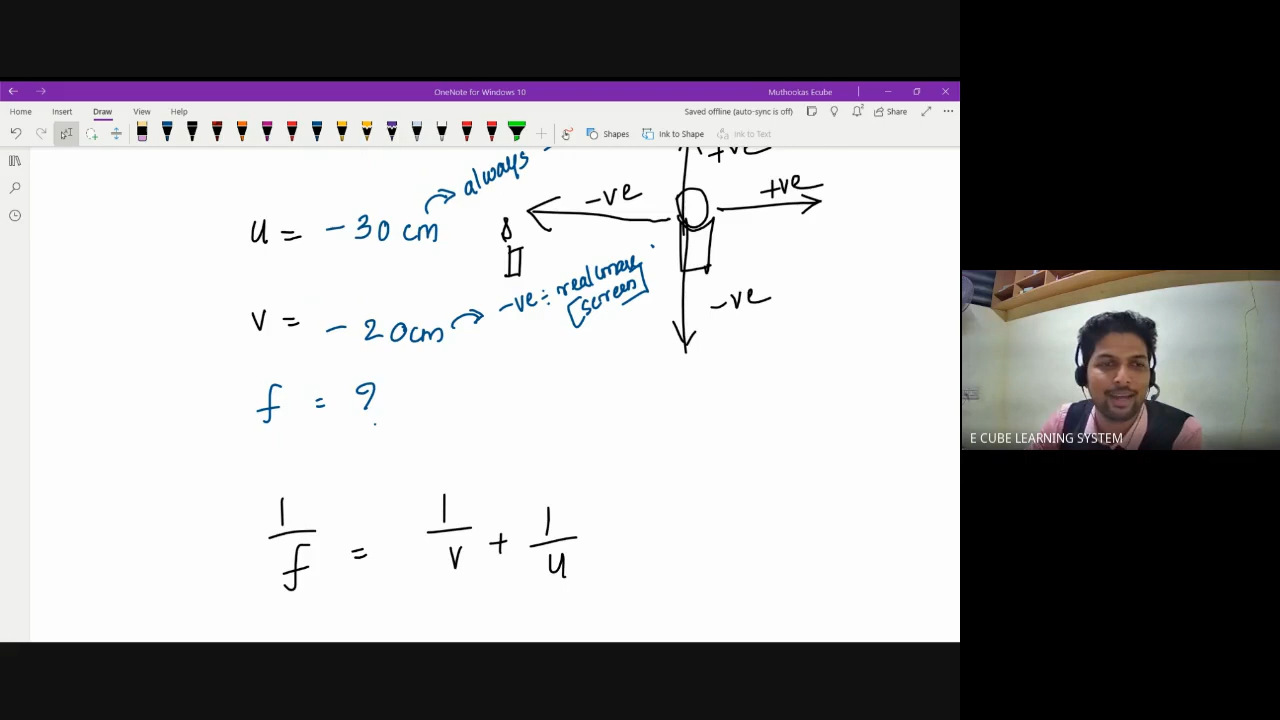 OneNote for Windows 10
Muthookas Ecube
Home Insert Draw View Help
Saved offline (auto-sync is off)
Share
Shapes
Ink to Shape
Ink to Text
+ve
always -
u = - 30 cm
-ve
+ve
v = - 20cm
-ve : real image
[screen]
-ve
f = ?
1/f = 1/v + 1/u
E CUBE LEARNING SYSTEM